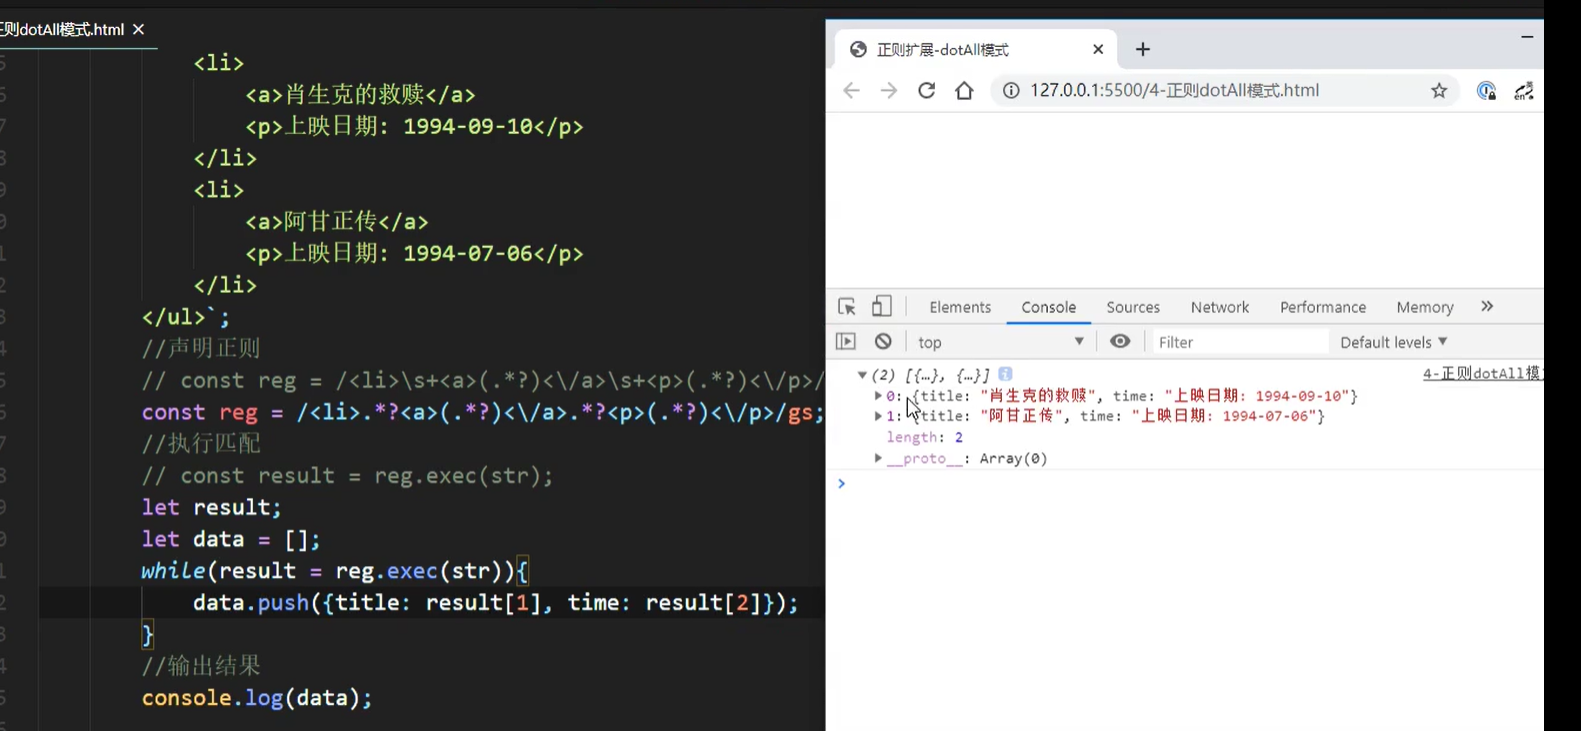 正则dotAll模式.html ×
<li>
<a>肖生克的救赎</a>
<p>上映日期: 1994-09-10</p>
</li>
<li>
<a>阿甘正传</a>
<p>上映日期: 1994-07-06</p>
</li>
</ul>`;
//声明正则
// const reg = /<li>\s+<a>(.*?)<\/a>\s+<p>(.*?)<\/p>/
const reg = /<li>.*?<a>(.*?)<\/a>.*?<p>(.*?)<\/p>/gs;
//执行匹配
// const result = reg.exec(str);
let result;
let data = [];
while(result = reg.exec(str)){
data.push({title: result[1], time: result[2]});
}
//输出结果
console.log(data);
正则扩展-dotAll模式
127.0.0.1:5500/4-正则dotAll模式.html
Elements Console Sources Network Performance Memory »
top Filter Default levels ▼
(2) [{…}, {…}] 4-正则dotAll模
0: {title: "肖生克的救赎", time: "上映日期: 1994-09-10"}
1: {title: "阿甘正传", time: "上映日期: 1994-07-06"}
length: 2
__proto__: Array(0)